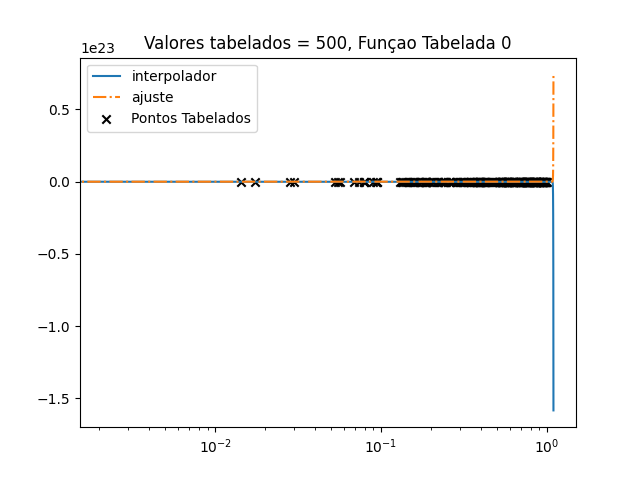 Valores tabelados = 500, Funçao Tabelada 0
1e23
interpolador
ajuste
Pontos Tabelados
0.5
0.0
−0.5
−1.0
−1.5
10⁻² 10⁻¹ 10⁰